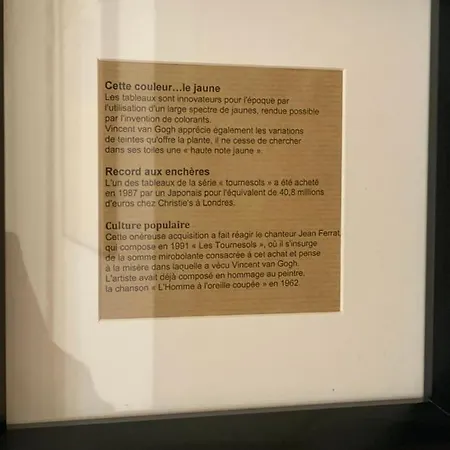 Cette couleur...le jaune
Les tableaux sont innovateurs pour l'époque par
l'utilisation d'un large spectre de jaunes, rendue possible
par l'invention de colorants.
Vincent van Gogh apprécie également les variations
de teintes qu'offre la plante, il ne cesse de chercher
dans ses toiles une « haute note jaune ».
Record aux enchères
L'un des tableaux de la série « tournesols » a été acheté
en 1987 par un Japonais pour l'équivalent de 40,8 millions
d'euros chez Christie's à Londres.
Culture populaire
Cette onéreuse acquisition a fait réagir le chanteur Jean Ferrat,
qui compose en 1991 « Les Tournesols », où il s'insurge
de la somme mirobolante consacrée à cet achat et pense
à la misère dans laquelle a vécu Vincent van Gogh.
L'artiste avait déjà composé en hommage au peintre,
la chanson « L'Homme à l'oreille coupée » en 1962.